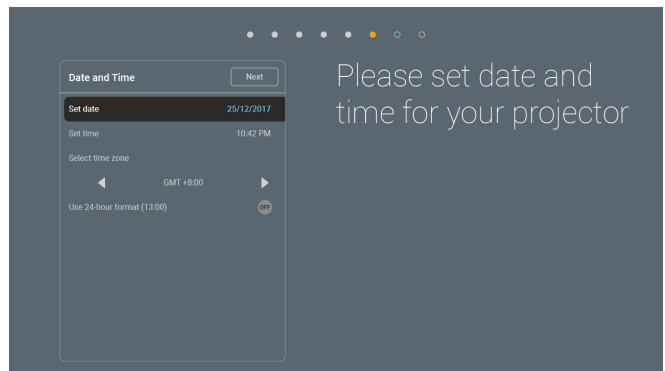 Date and Time Next
Set date 25/12/2017
Set time 10:42 PM
Select time zone
GMT +8:00
Use 24-hour format (13:00) OFF
Please set date and
time for your projector